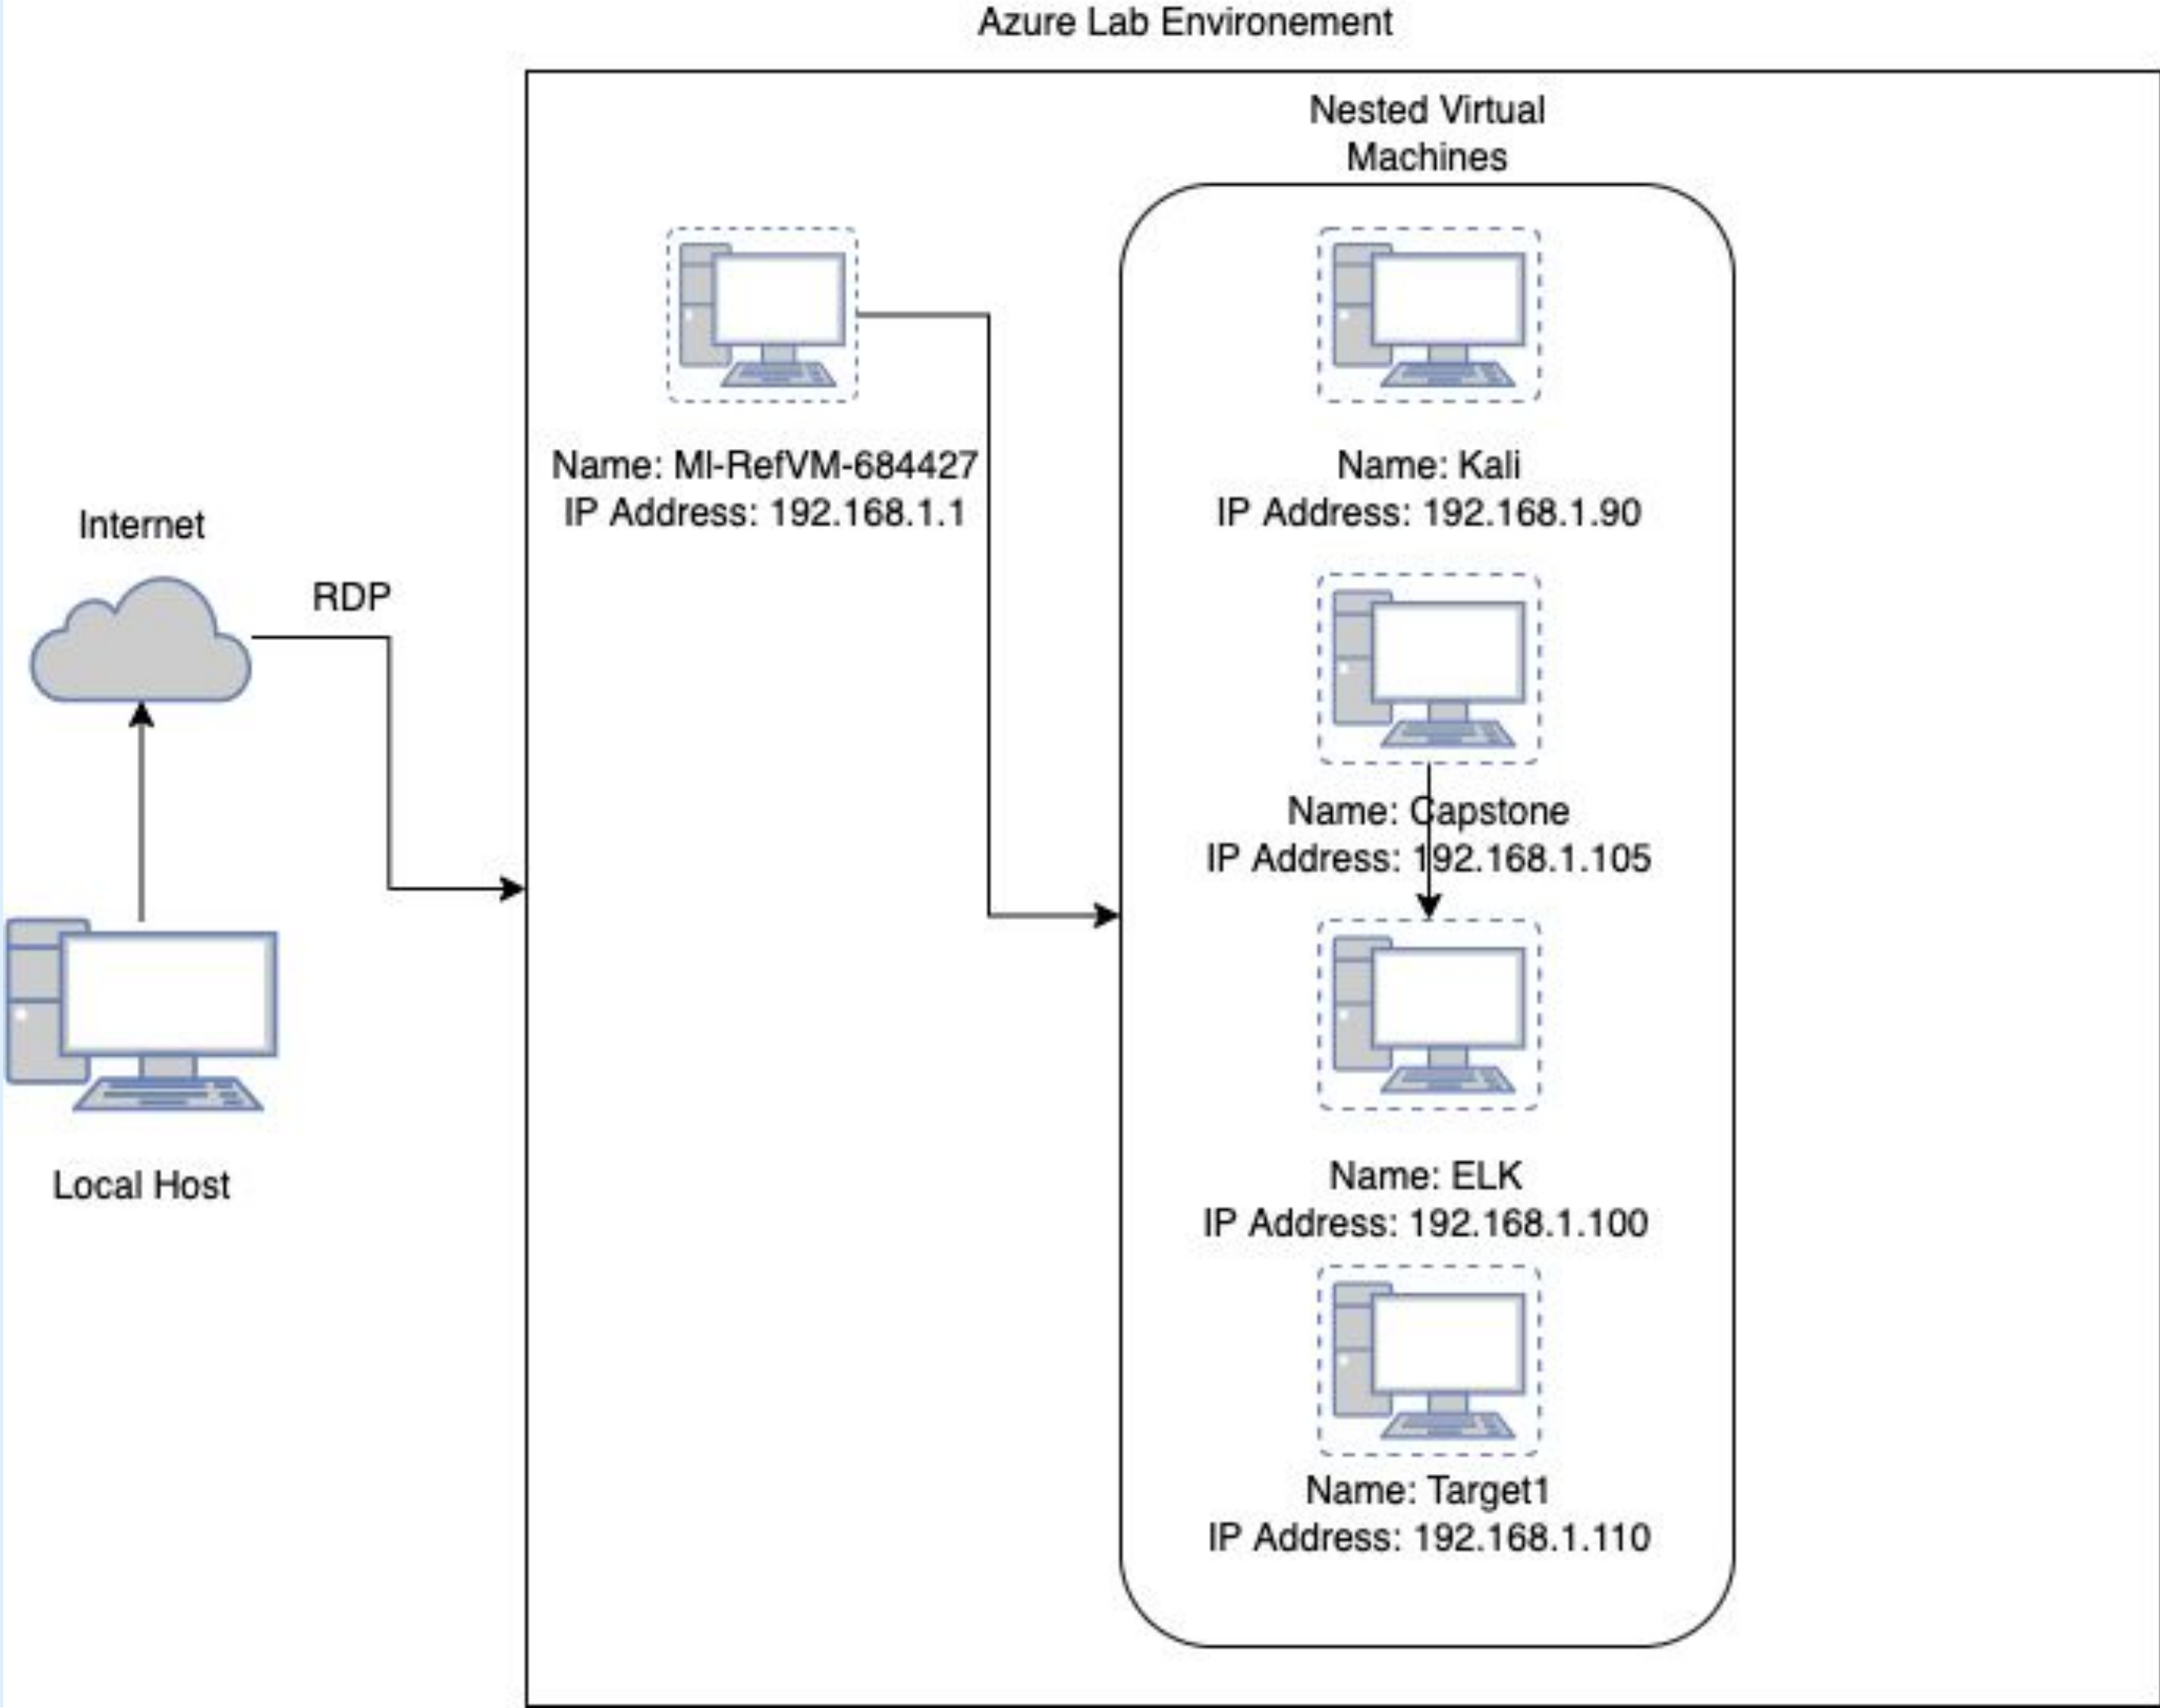 Azure Lab Environement
Nested Virtual
Machines
Name: MI-RefVM-684427
IP Address: 192.168.1.1
Name: Kali
IP Address: 192.168.1.90
Internet
RDP
Name: Capstone
IP Address: 192.168.1.105
Local Host
Name: ELK
IP Address: 192.168.1.100
Name: Target1
IP Address: 192.168.1.110